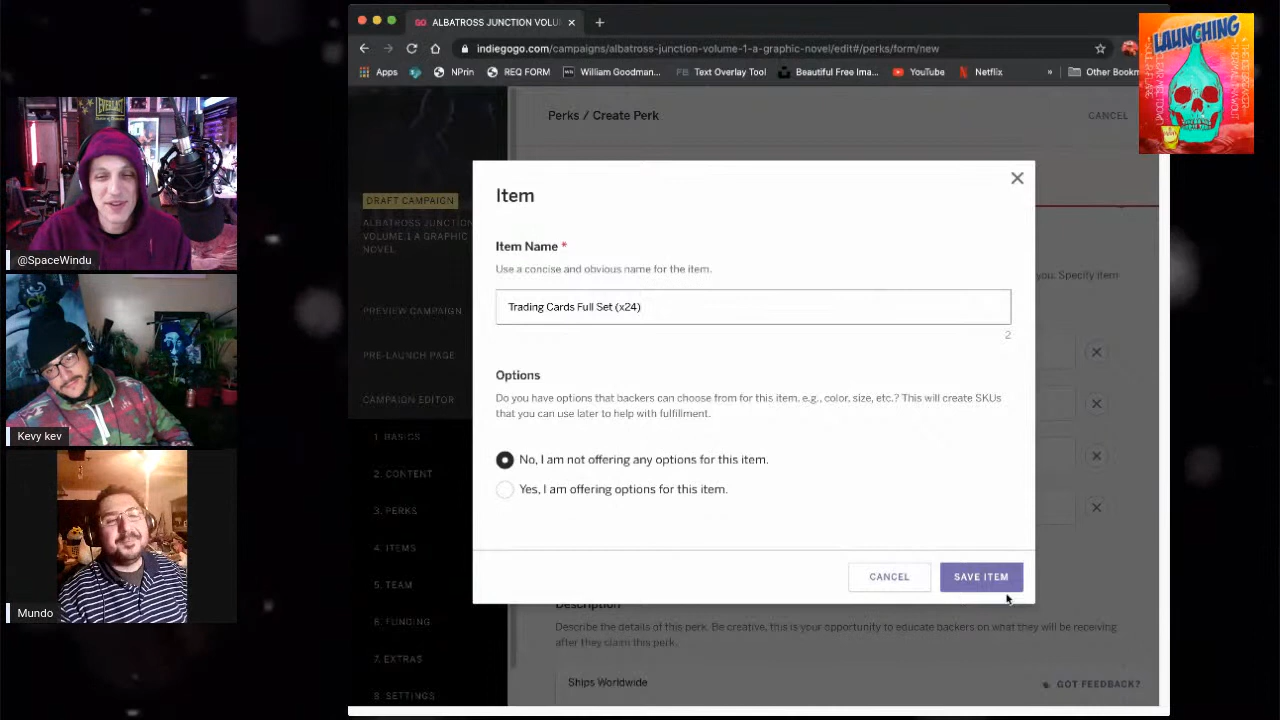 ALBATROSS JUNCTION VOLU
indiegogo.com/campaigns/albatross-junction-volume-1-a-graphic-novel/edit#/perks/form/new
Apps
NPrin
REQ FORM
William Goodman...
Text Overlay Tool
Beautiful Free Ima...
YouTube
Netflix
»
Other Bookm
LAUNCHING
EVERLAST
@SpaceWindu
Kevy kev
Mundo
Perks / Create Perk
CANCEL
DRAFT CAMPAIGN
ALBATROSS JUNCTION
VOLUME 1 A GRAPHIC
NOVEL
PREVIEW CAMPAIGN
PRE-LAUNCH PAGE
CAMPAIGN EDITOR
1. BASICS
2. CONTENT
3. PERKS
4. ITEMS
5. TEAM
6. FUNDING
7. EXTRAS
8. SETTINGS
Item
Item Name *
Use a concise and obvious name for the item.
Trading Cards Full Set (x24)
2
Options
Do you have options that backers can choose from for this item, e.g., color, size, etc.? This will create SKUs
that you can use later to help with fulfillment.
No, I am not offering any options for this item.
Yes, I am offering options for this item.
CANCEL
SAVE ITEM
you. Specify item
Description
Describe the details of this perk. Be creative, this is your opportunity to educate backers on what they will be receiving
after they claim this perk.
Ships Worldwide
GOT FEEDBACK?